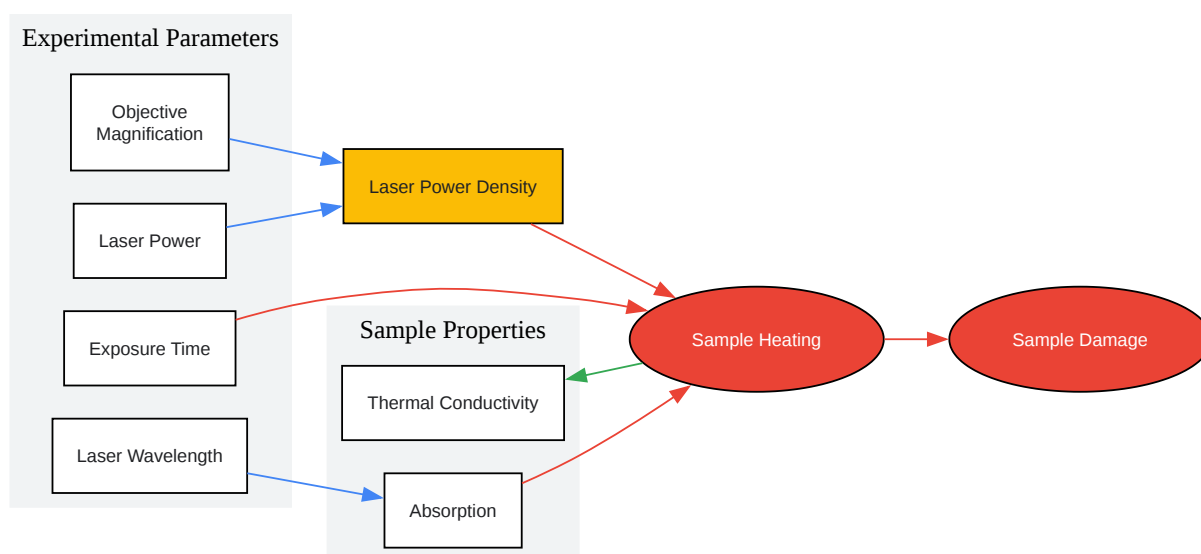 Experimental Parameters
Objective
Magnification
Laser Power Density
Laser Power
Exposure Time
Sample Properties
Sample Heating
Sample Damage
Thermal Conductivity
Laser Wavelength
Absorption